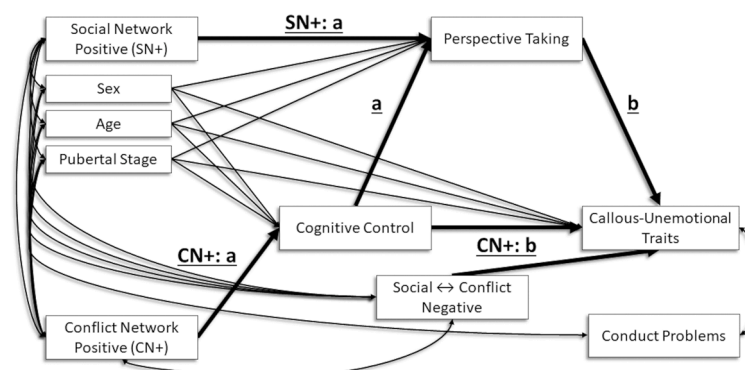 SN+: a
Social Network
Positive (SN+)
Perspective Taking
Sex
a
b
Age
Pubertal Stage
Cognitive Control
Callous-Unemotional
Traits
CN+: a
CN+: b
Social ↔ Conflict
Negative
Conflict Network
Positive (CN+)
Conduct Problems